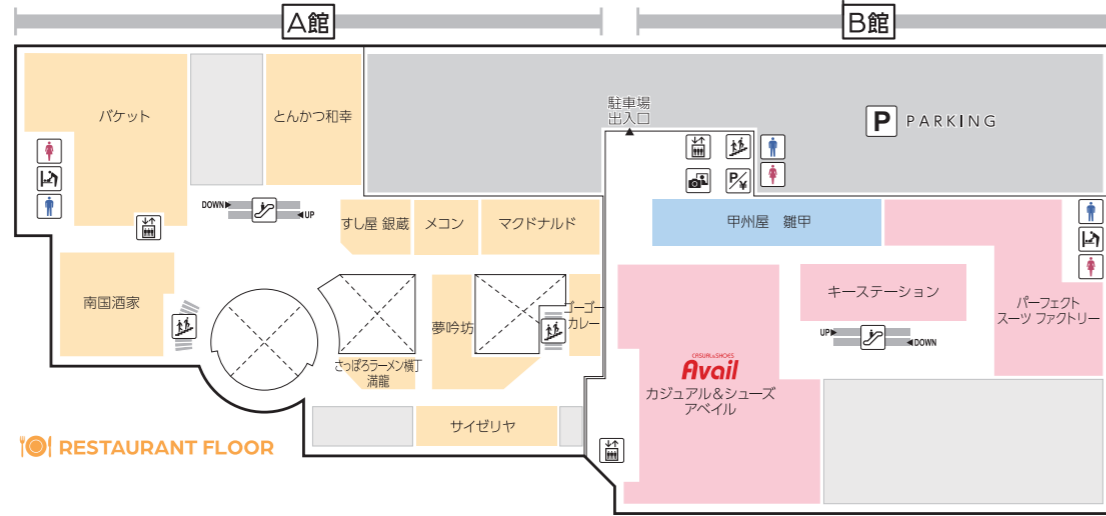 A館
B館
バケット
とんかつ和幸
駐車場
出入口
P PARKING
P/¥
DOWN
UP
すし屋 銀蔵
メコン
マクドナルド
甲州屋 雛甲
南国酒家
夢吟坊
ゴーゴー
カレー
キーステーション
パーフェクト
スーツ ファクトリー
UP
DOWN
さっぽろラーメン横丁
満龍
CASUAL&SHOES
Avail
カジュアル&シューズ
アベイル
サイゼリヤ
RESTAURANT FLOOR